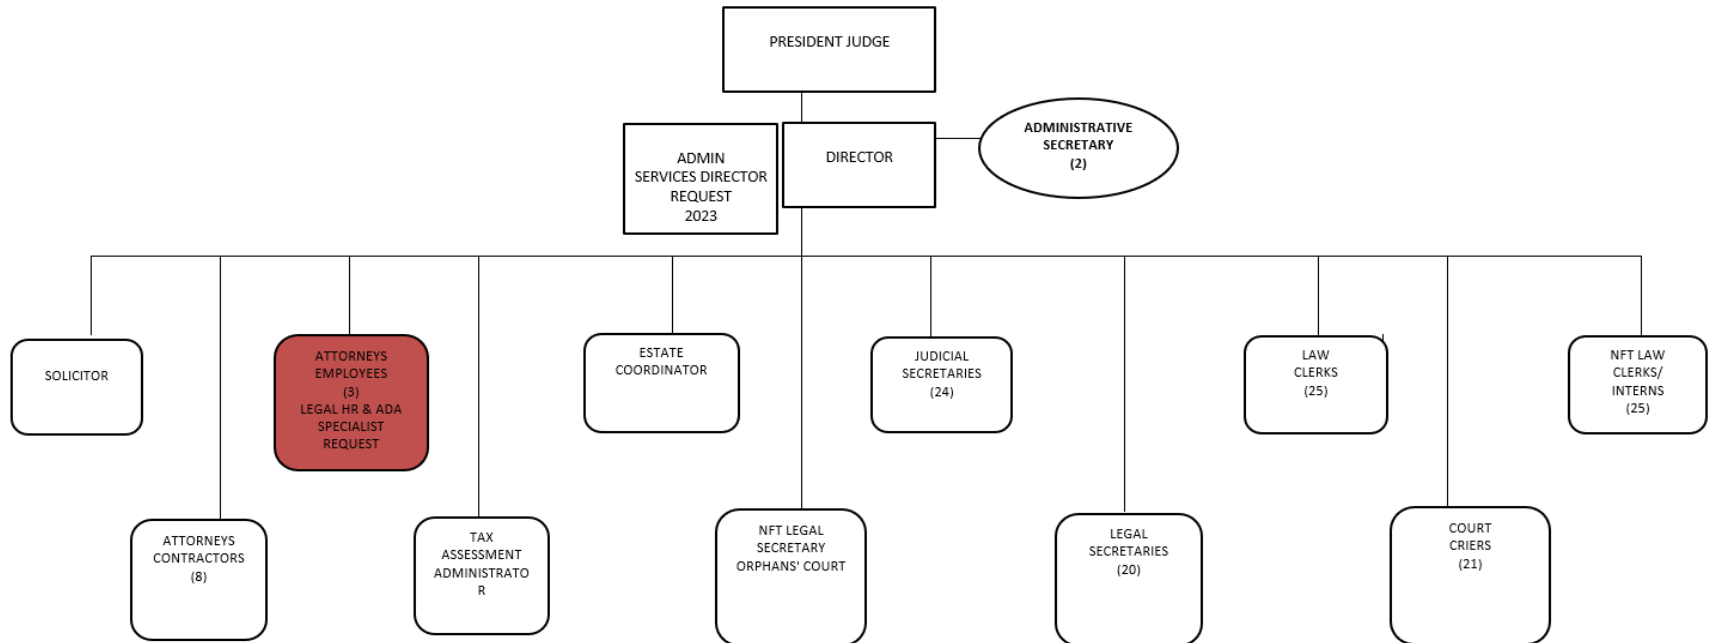 PRESIDENT JUDGE
ADMINISTRATIVE
SECRETARY
(2)
ADMIN
SERVICES DIRECTOR
REQUEST
2023
DIRECTOR
SOLICITOR
ATTORNEYS
EMPLOYEES
(3)
LEGAL HR & ADA
SPECIALIST
REQUEST
ESTATE
COORDINATOR
JUDICIAL
SECRETARIES
(24)
LAW
CLERKS
(25)
NFT LAW
CLERKS/
INTERNS
(25)
ATTORNEYS
CONTRACTORS
(8)
TAX
ASSESSMENT
ADMINISTRATO
R
NFT LEGAL
SECRETARY
ORPHANS' COURT
LEGAL
SECRETARIES
(20)
COURT
CRIERS
(21)